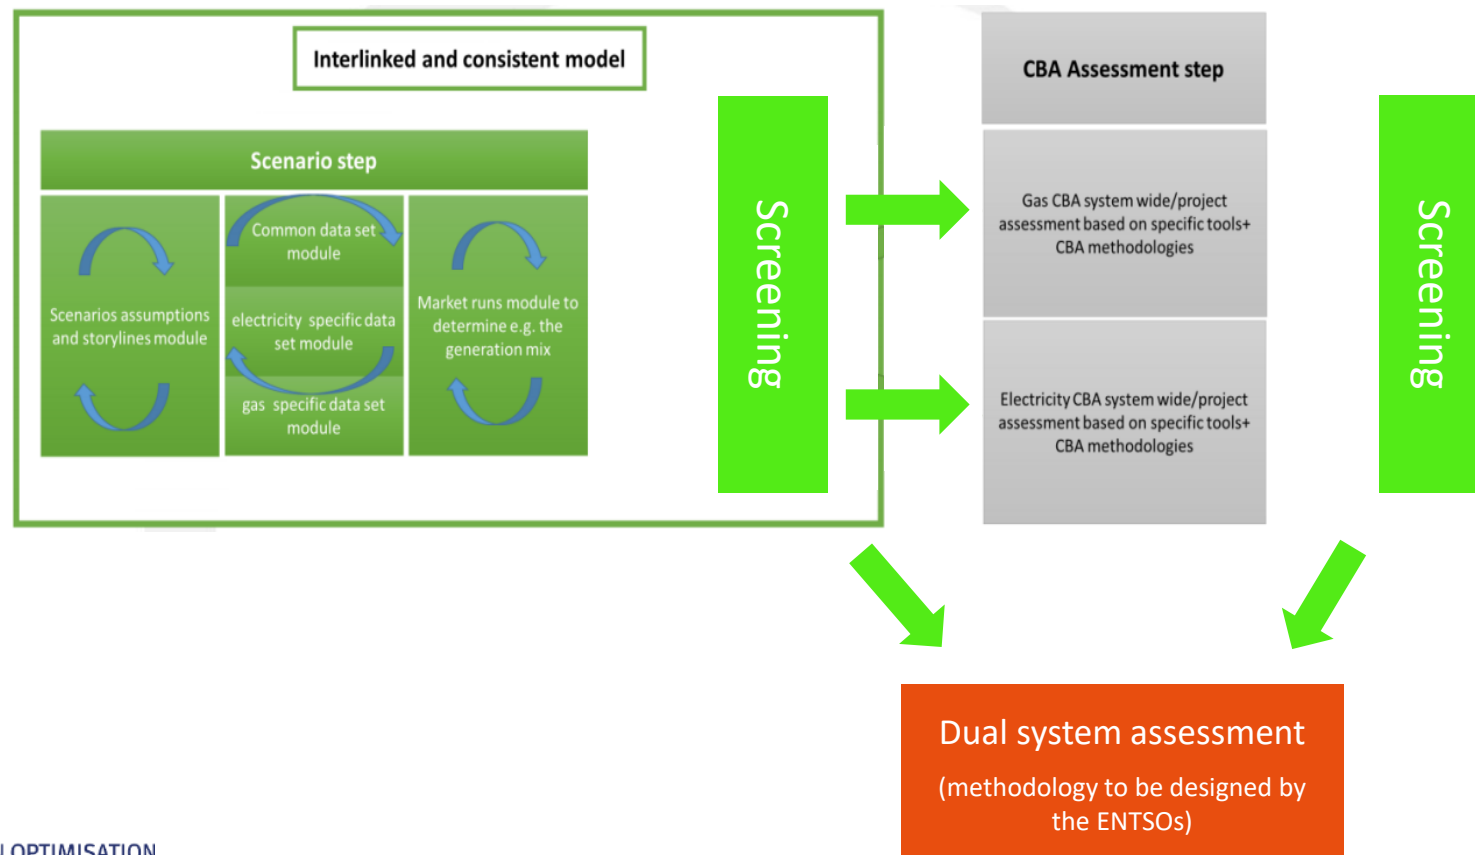 Interlinked and consistent model
Scenario step
Scenarios assumptions
and storylines module
Common data set
module
electricity specific data
set module
gas specific data set
module
Market runs module to
determine e.g. the
generation mix
Screening
CBA Assessment step
Gas CBA system wide/project
assessment based on specific tools+
CBA methodologies
Electricity CBA system wide/project
assessment based on specific tools+
CBA methodologies
Screening
Dual system assessment
(methodology to be designed by
the ENTSOs)
OPTIMISATION